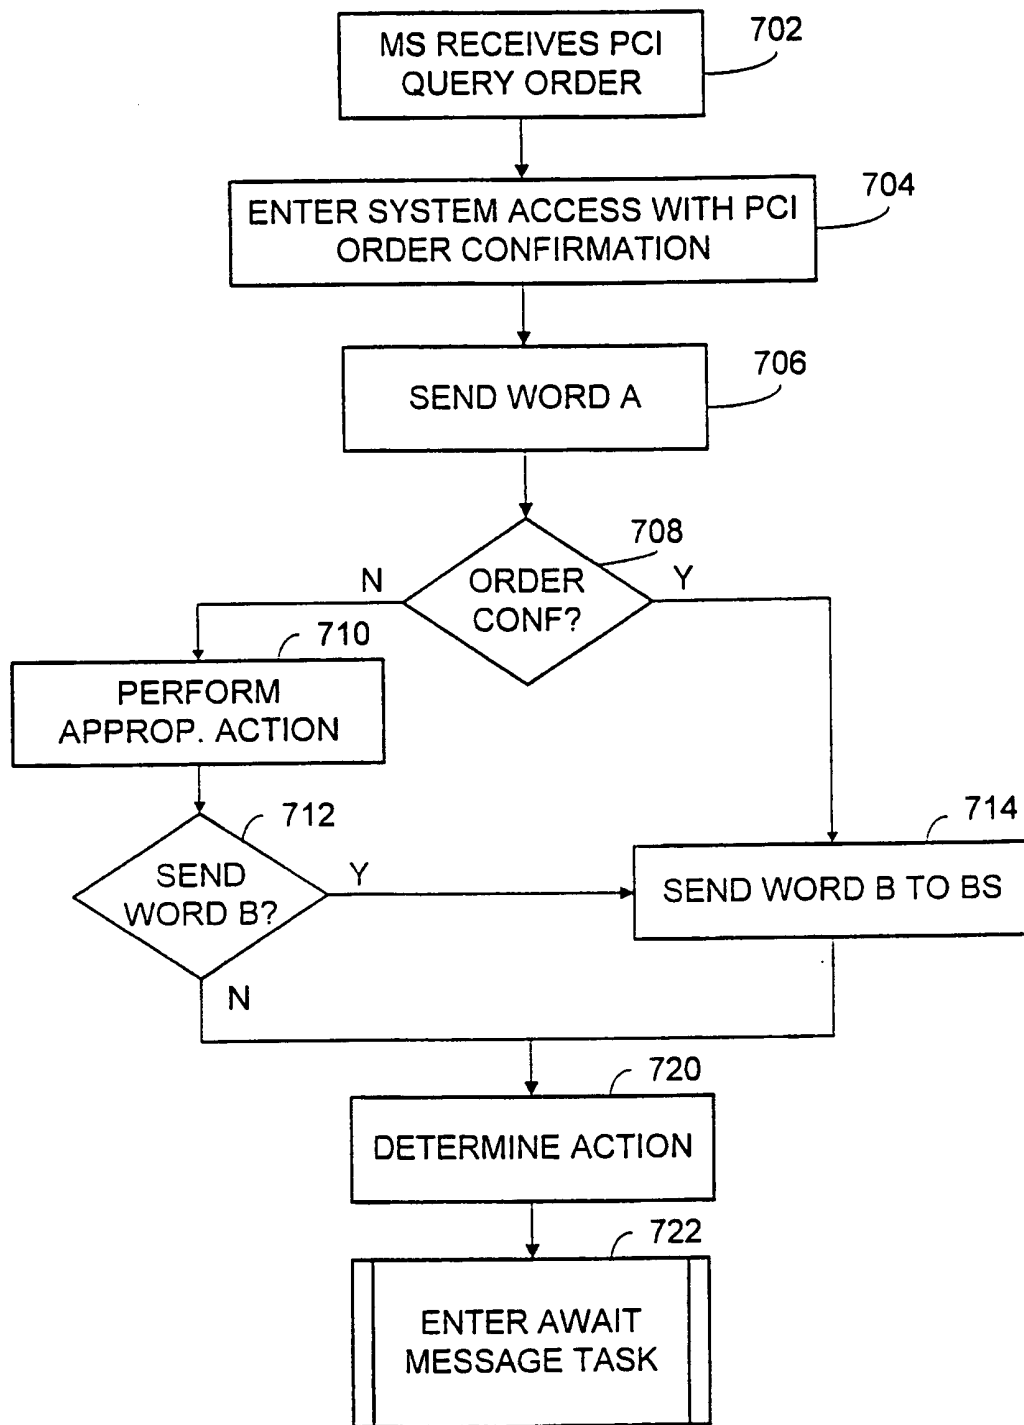 MS RECEIVES PCI
QUERY ORDER
702
ENTER SYSTEM ACCESS WITH PCI
ORDER CONFIRMATION
704
SEND WORD A
706
ORDER
CONF?
708
N
Y
PERFORM
APPROP. ACTION
710
SEND
WORD B?
712
Y
N
SEND WORD B TO BS
714
DETERMINE ACTION
720
ENTER AWAIT
MESSAGE TASK
722